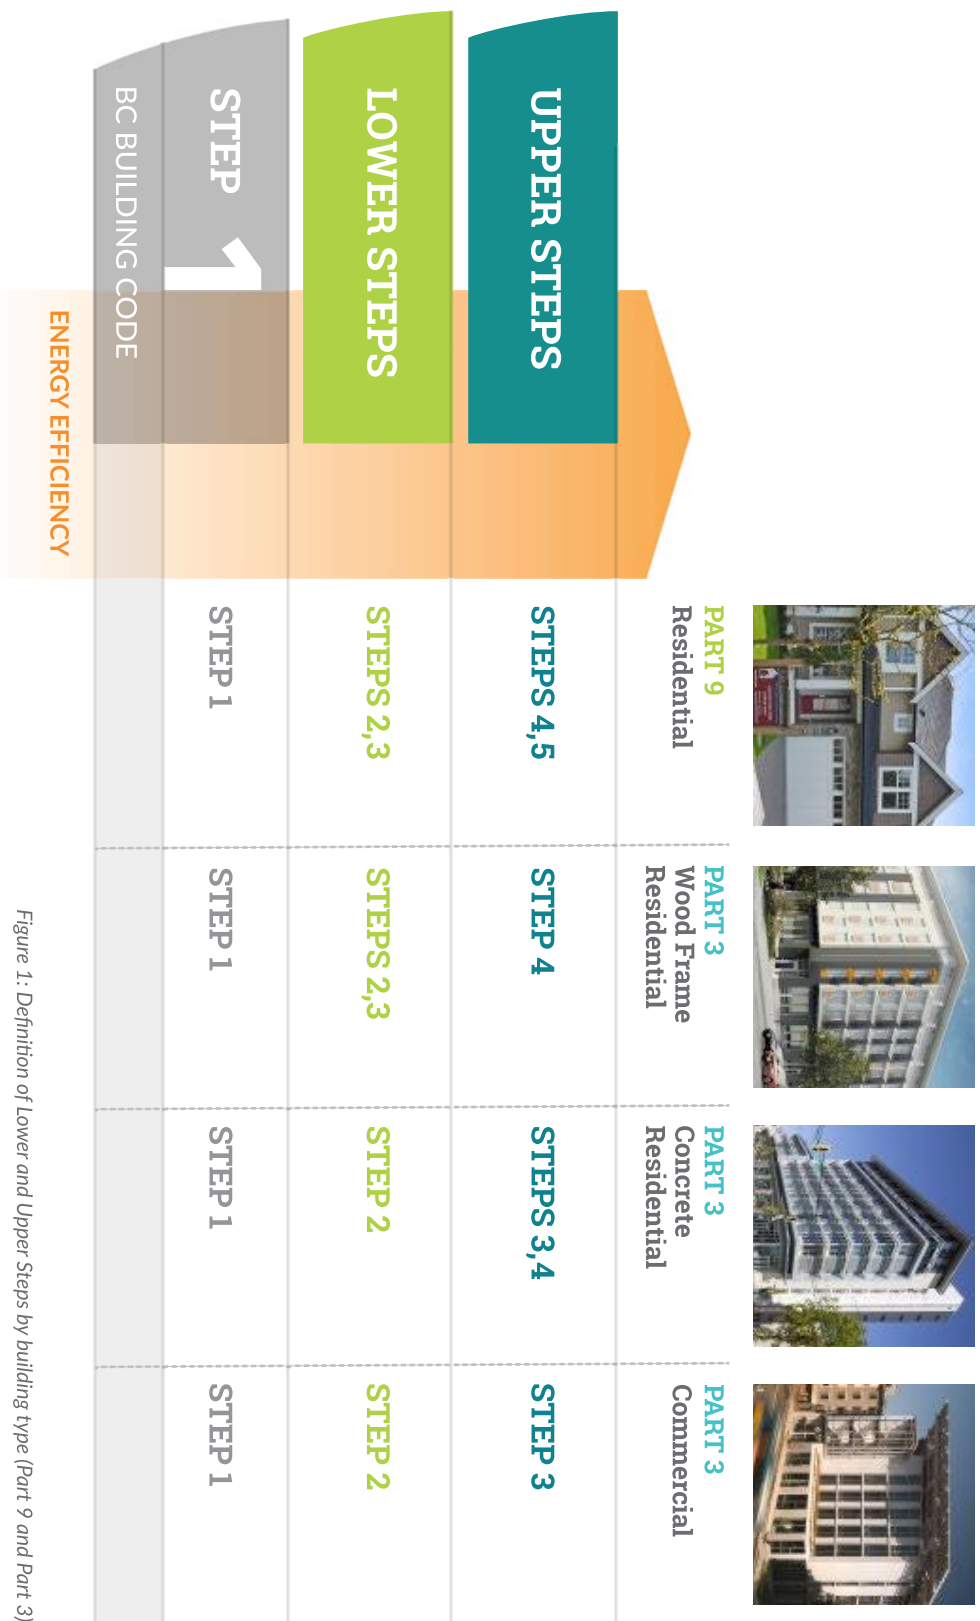 PART 9
Residential
PART 3
Wood Frame
Residential
PART 3
Concrete
Residential
PART 3
Commercial
UPPER STEPS
STEPS 4,5
STEP 4
STEPS 3,4
STEP 3
LOWER STEPS
STEPS 2,3
STEPS 2,3
STEP 2
STEP 2
STEP 1
STEP 1
STEP 1
STEP 1
STEP 1
BC BUILDING CODE
ENERGY EFFICIENCY
Figure 1: Definition of Lower and Upper Steps by building type (Part 9 and Part 3)